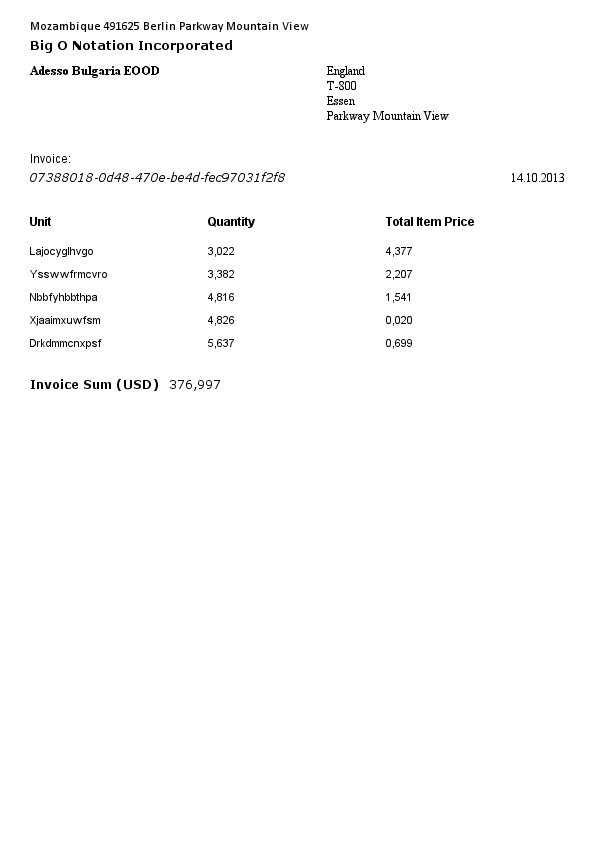 Mozambique 491625 Berlin Parkway Mountain View
Big O Notation Incorporated
Adesso Bulgaria EOOD
England
T-800
Essen
Parkway Mountain View
Invoice:
07388018-0d48-470e-be4d-fec97031f2f8 14.10.2013
Unit Quantity Total Item Price
Lajocyglhvgo 3,022 4,377
Ysswwfrmcvro 3,382 2,207
Nbbfyhbbthpa 4,816 1,541
Xjaaimxuwfsm 4,826 0,020
Drkdmmcnxpsf 5,637 0,699
Invoice Sum (USD) 376,997